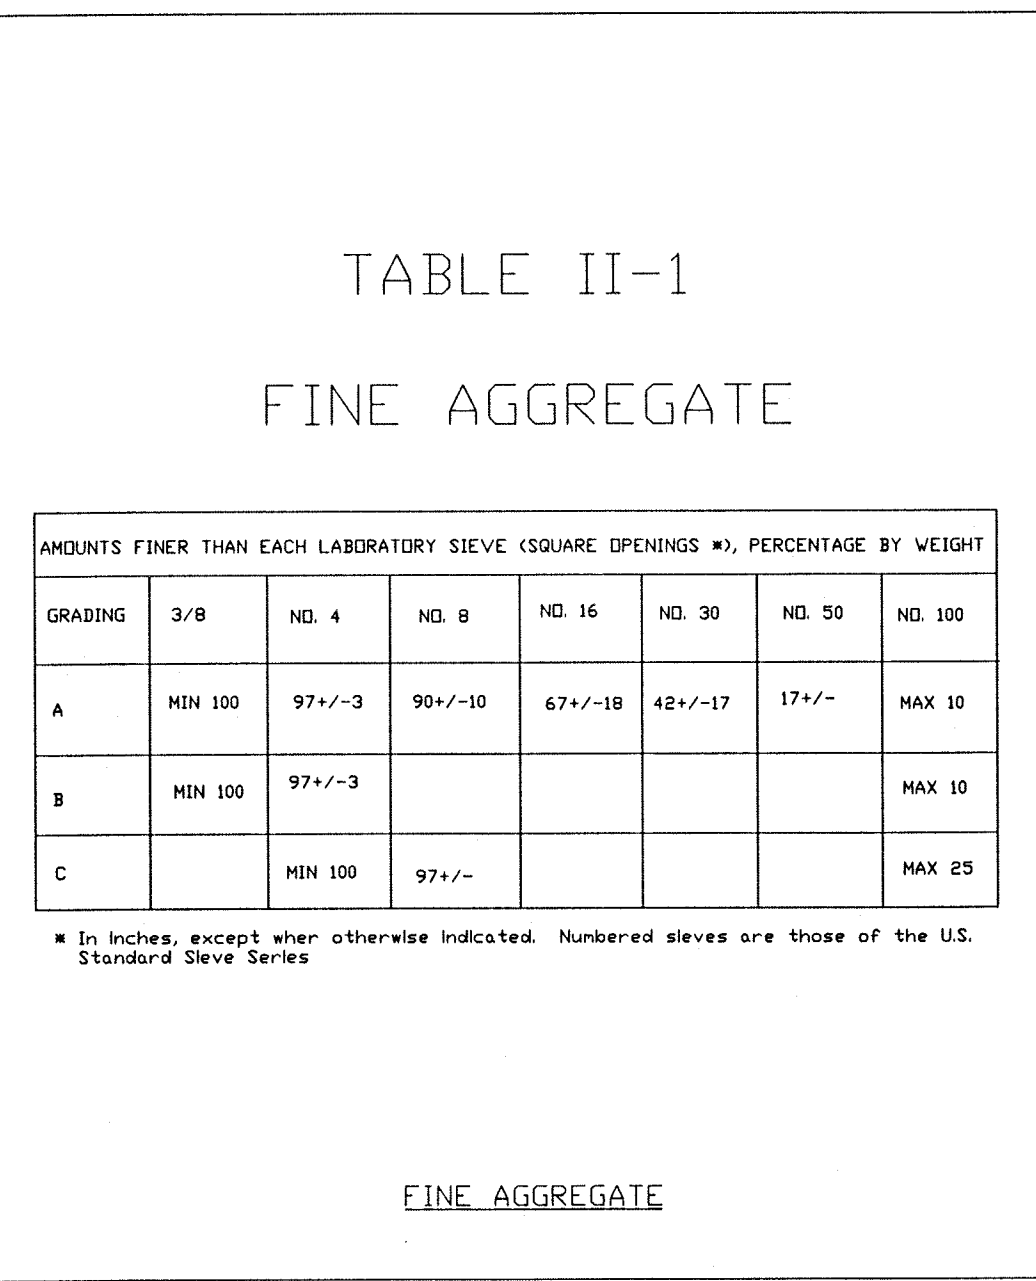 TABLE II-1
FINE AGGREGATE
AMOUNTS FINER THAN EACH LABORATORY SIEVE (SQUARE OPENINGS *), PERCENTAGE BY WEIGHT
GRADING 3/8 NO. 4 NO. 8 NO. 16 NO. 30 NO. 50 NO. 100
A MIN 100 97+/-3 90+/-10 67+/-18 42+/-17 17+/- MAX 10
B MIN 100 97+/-3 MAX 10
C MIN 100 97+/- MAX 25
* In inches, except wher otherwise indicated. Numbered sieves are those of the U.S.
Standard Sieve Series
FINE AGGREGATE